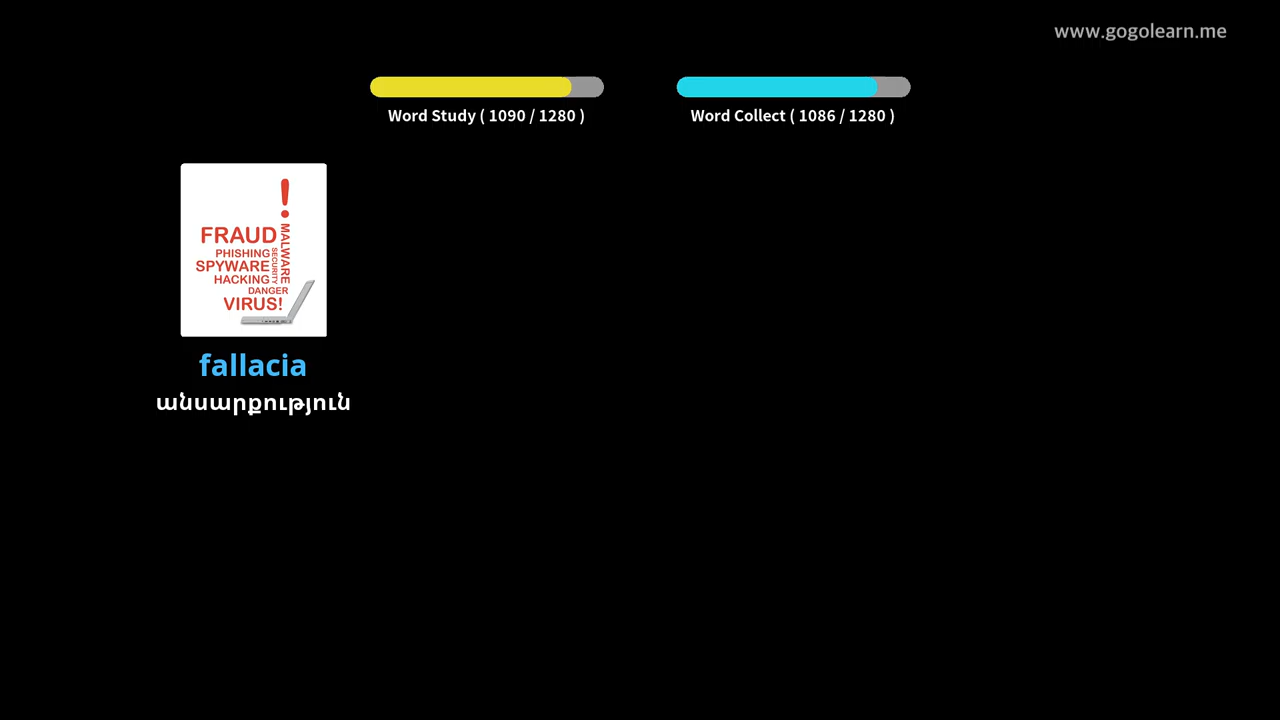 www.gogolearn.me
Word Study ( 1090 / 1280 )
Word Collect ( 1086 / 1280 )
!
FRAUD
PHISHING
SPYWARE
HACKING
DANGER
VIRUS!
SECURITY
MALWARE
fallacia
անսարքություն